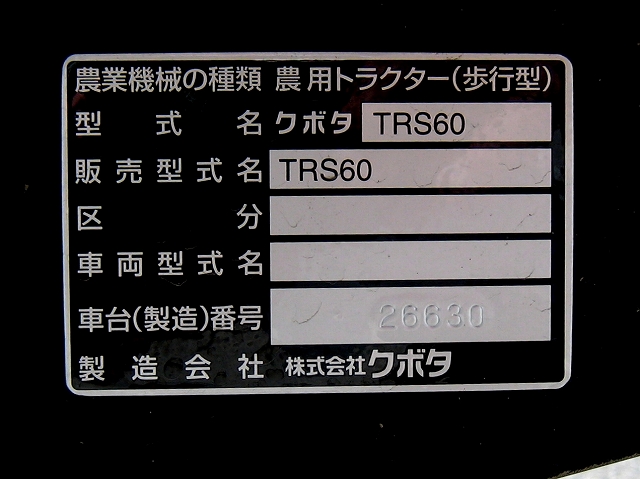 農業機械の種類 農用トラクター(歩行型)
型式名 クボタ TRS60
販売型式名 TRS60
区分
車両型式名
車台(製造)番号 26630
製造会社 株式会社クボタ